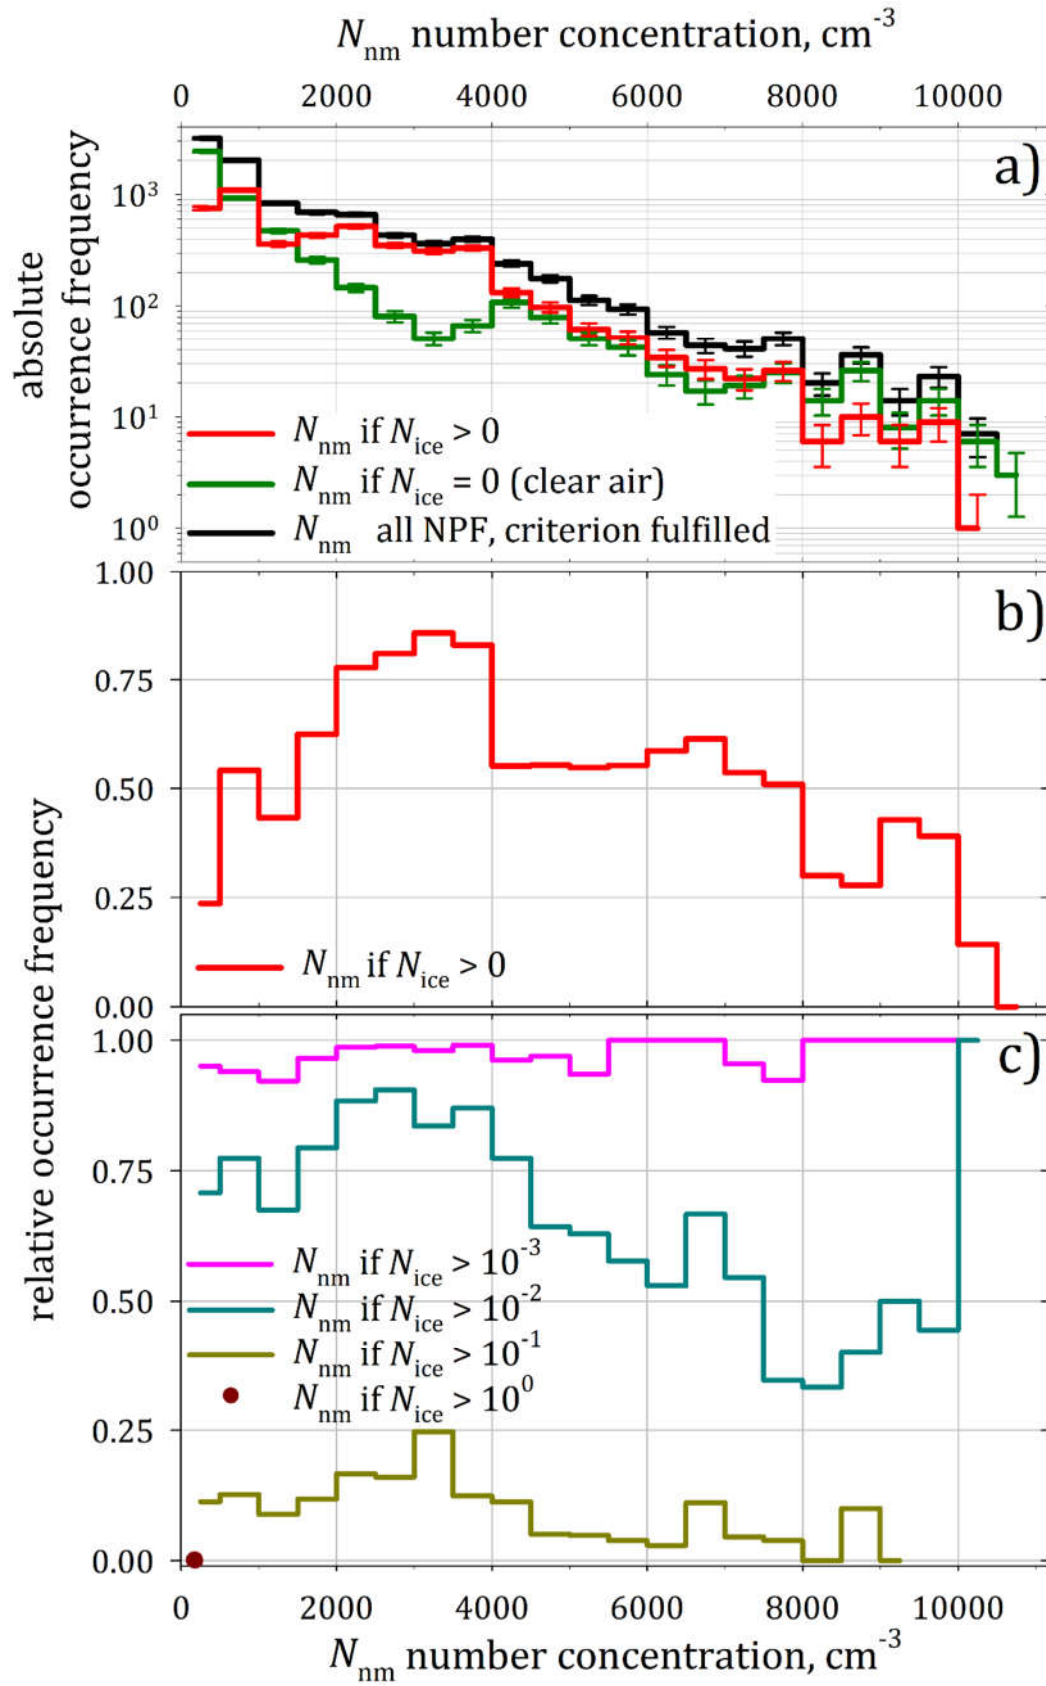 N_nm number concentration, cm^-3
0 2000 4000 6000 8000 10000
a)
absolute
occurrence frequency
10^3
10^2
10^1
10^0
N_nm if N_ice > 0
N_nm if N_ice = 0 (clear air)
N_nm all NPF, criterion fulfilled
b)
1.00
0.75
0.50
0.25
0.00
N_nm if N_ice > 0
relative occurrence frequency
c)
1.00
0.75
0.50
0.25
0.00
N_nm if N_ice > 10^-3
N_nm if N_ice > 10^-2
N_nm if N_ice > 10^-1
N_nm if N_ice > 10^0
0 2000 4000 6000 8000 10000
N_nm number concentration, cm^-3